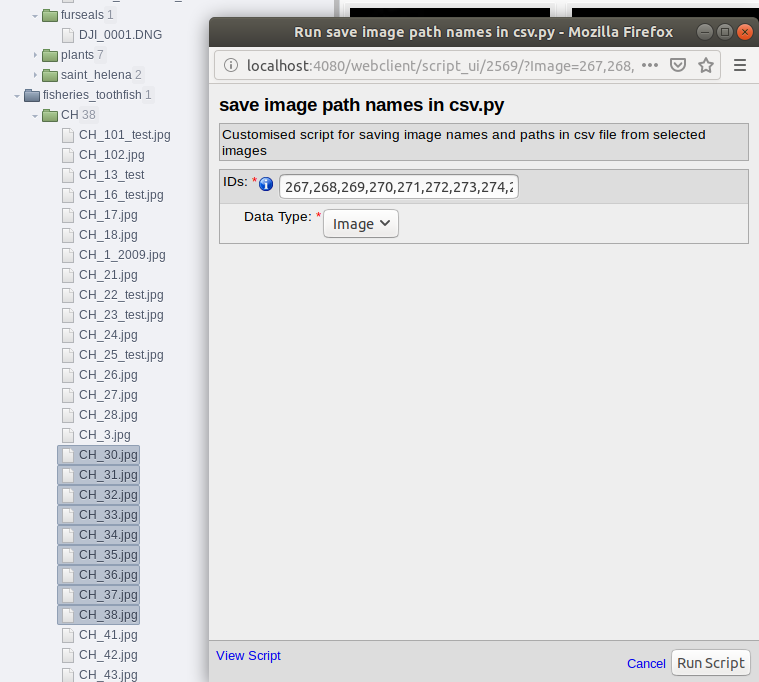 furseals 1
DJI_0001.DNG
plants 7
saint_helena 2
fisheries_toothfish 1
CH 38
CH_101_test.jpg
CH_102.jpg
CH_13_test
CH_16_test.jpg
CH_17.jpg
CH_18.jpg
CH_1_2009.jpg
CH_21.jpg
CH_22_test.jpg
CH_23_test.jpg
CH_24.jpg
CH_25_test.jpg
CH_26.jpg
CH_27.jpg
CH_28.jpg
CH_3.jpg
CH_30.jpg
CH_31.jpg
CH_32.jpg
CH_33.jpg
CH_34.jpg
CH_35.jpg
CH_36.jpg
CH_37.jpg
CH_38.jpg
CH_41.jpg
CH_42.jpg
CH_43.jpg
Run save image path names in csv.py - Mozilla Firefox
localhost:4080/webclient/script_ui/2569/?Image=267,268,
save image path names in csv.py
Customised script for saving image names and paths in csv file from selected
images
IDs: * 267,268,269,270,271,272,273,274,2
Data Type: * Image
View Script
Cancel Run Script